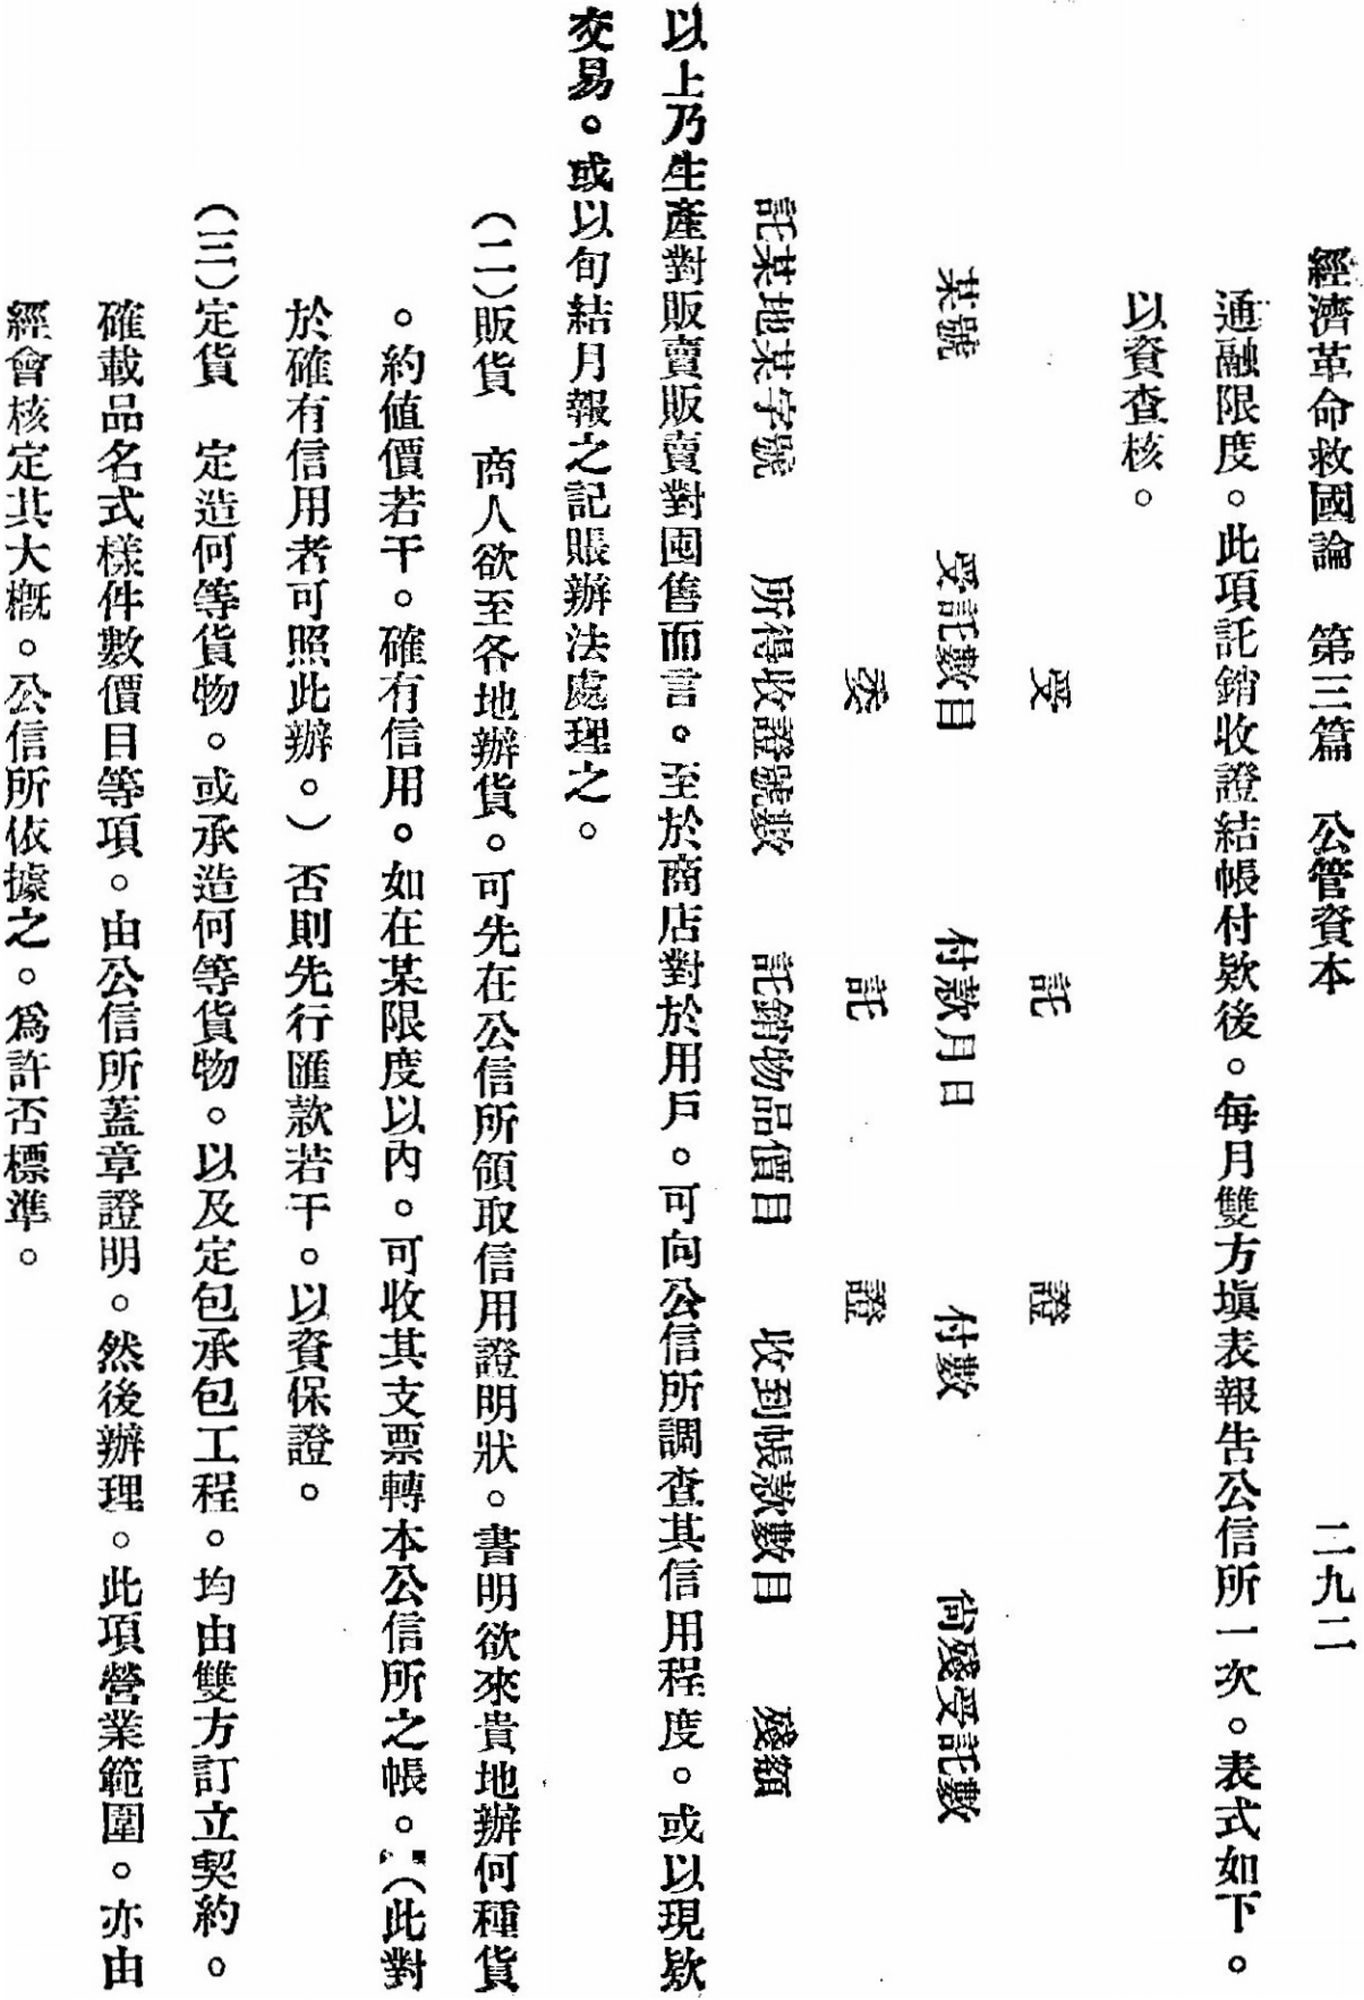 經濟革命救國論　第三篇　公管資本　二九二
通融限度。此項託銷收證結帳付欵後。每月雙方塡表報告公信所一次。表式如下。
以資查核。
受　託　證
某號　受託數目　付款月日　付數　尙殘受託數
委　託　證
託某地某字號　所得收證號數　託銷物品價目　收到帳款數目　殘額
以上乃生產對販賣販賣對囤售而言。至於商店對於用戶。可向公信所調查其信用程度。或以現欵
交易。或以旬結月報之記賬辦法處理之。
（二）販貨　商人欲至各地辦貨。可先在公信所領取信用證明狀。書明欲來貴地辦何種貨
。約値價若干。確有信用。如在某限度以內。可收其支票轉本公信所之帳。（此對
於確有信用者可照此辦。）否則先行匯款若干。以資保證。
（三）定貨　定造何等貨物。或承造何等貨物。以及定包承包工程。均由雙方訂立契約。
確載品名式樣件數價目等項。由公信所蓋章證明。然後辦理。此項營業範圍。亦由
經會核定其大概。公信所依據之。爲許否標準。